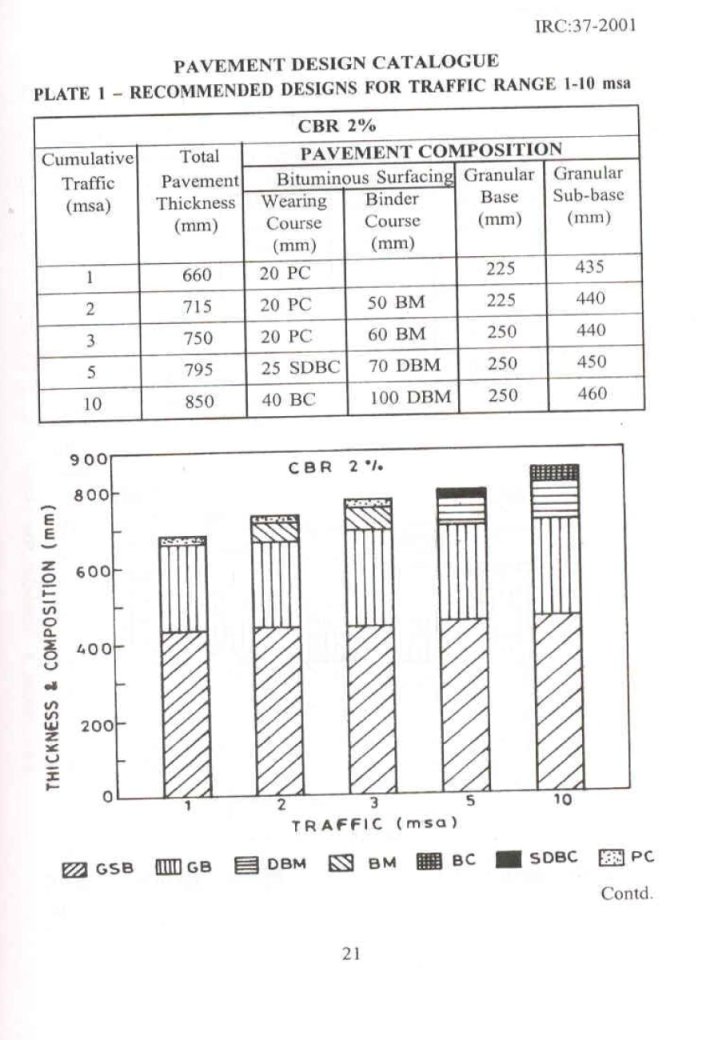 IRC:37-2001
PAVEMENT DESIGN CATALOGUE
PLATE 1 – RECOMMENDED DESIGNS FOR TRAFFIC RANGE 1-10 msa
CBR 2%
Cumulative Traffic (msa)
Total Pavement Thickness (mm)
PAVEMENT COMPOSITION
Bituminous Surfacing
Wearing Course (mm)
Binder Course (mm)
Granular Base (mm)
Granular Sub-base (mm)
1 660 20 PC 225 435
2 715 20 PC 50 BM 225 440
3 750 20 PC 60 BM 250 440
5 795 25 SDBC 70 DBM 250 450
10 850 40 BC 100 DBM 250 460
CBR 2%
THICKNESS & COMPOSITION (mm)
900
800
600
400
200
0
1 2 3 5 10
TRAFFIC (msa)
GSB GB DBM BM BC SDBC PC
Contd.
21